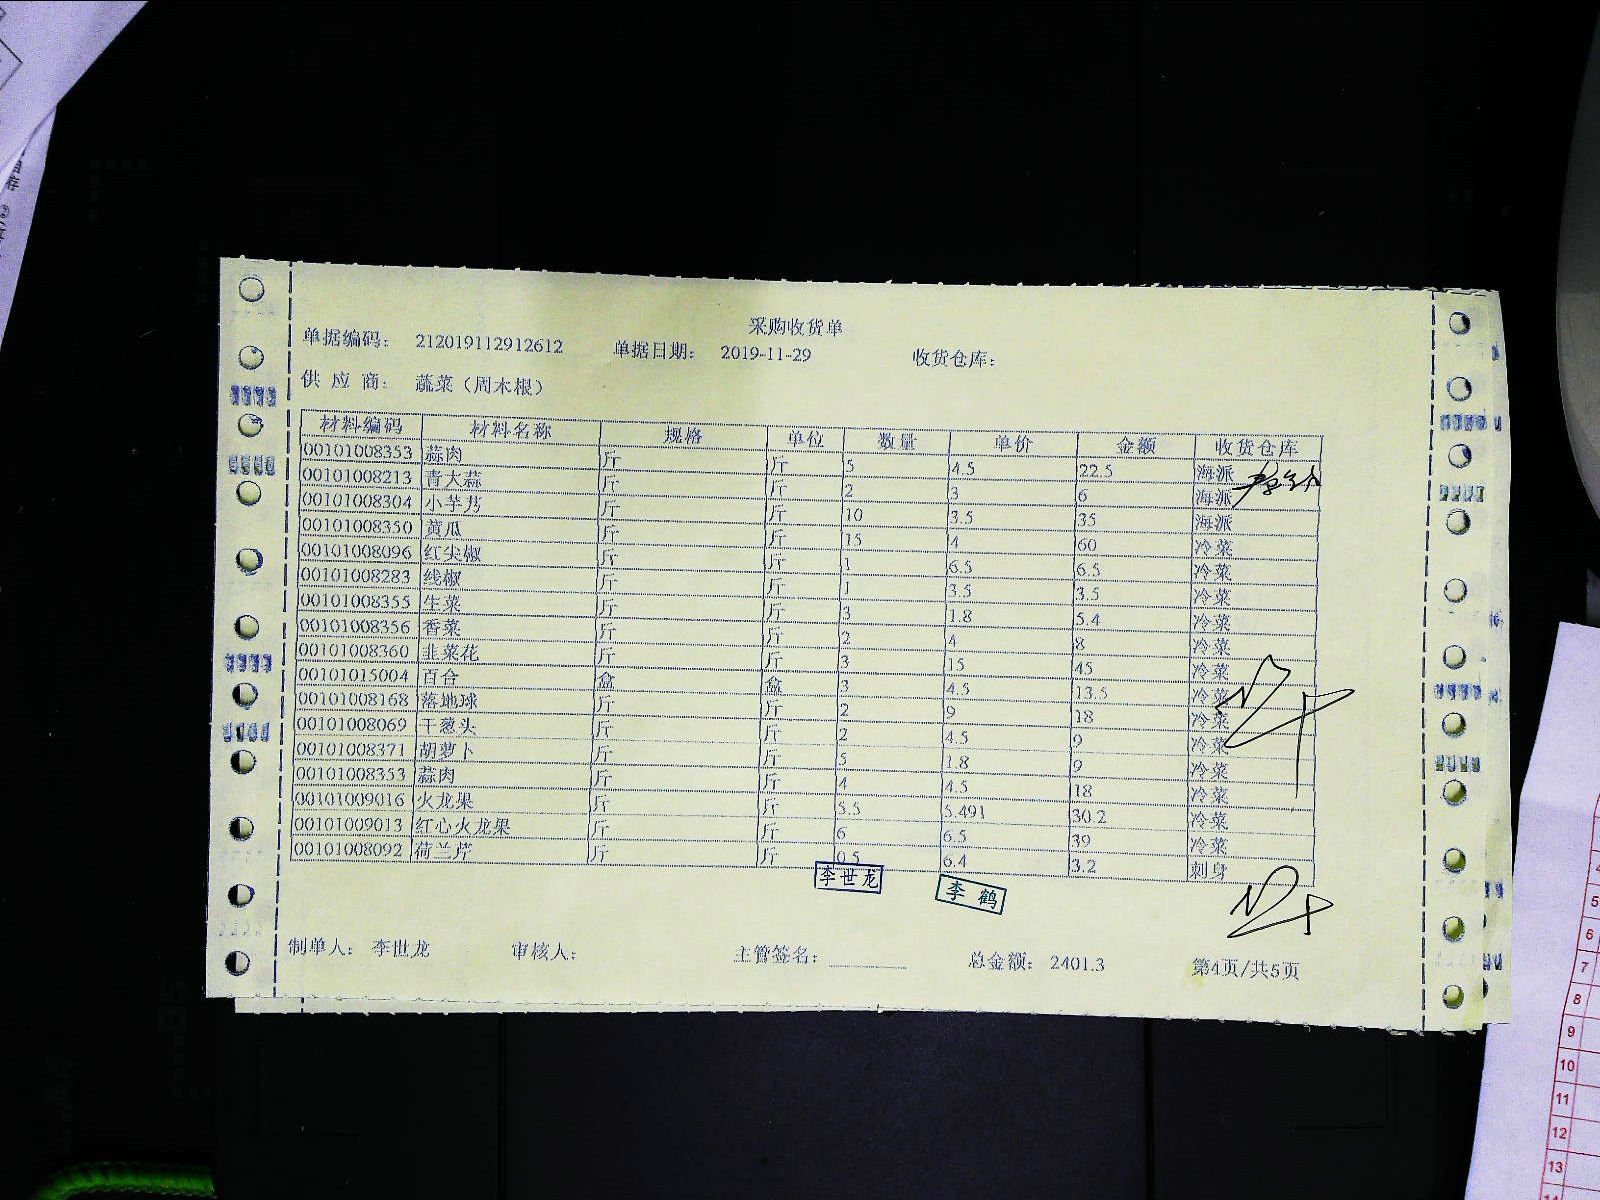 采购收货单
单据编码： 212019112912612 单据日期： 2019-11-29 收货仓库：
供 应 商： 蔬菜（周木根）
材料编码 材料名称 规格 单位 数量 单价 金额 收货仓库
00101008353 蒜肉 斤 斤 5 4.5 22.5 海派
00101008213 青大蒜 斤 斤 2 3 6 海派
00101008304 小芋艿 斤 斤 10 3.5 35 海派
00101008350 黄瓜 斤 斤 15 4 60 冷菜
00101008096 红尖椒 斤 斤 1 6.5 6.5 冷菜
00101008283 线椒 斤 斤 1 3.5 3.5 冷菜
00101008355 生菜 斤 斤 3 1.8 5.4 冷菜
00101008356 香菜 斤 斤 2 4 8 冷菜
00101008360 韭菜花 斤 斤 3 15 45 冷菜
00101015004 百合 盒 盒 3 4.5 13.5 冷菜
00101008168 落地球 斤 斤 2 9 18 冷菜
00101008069 干葱头 斤 斤 2 4.5 9 冷菜
00101008371 胡萝卜 斤 斤 5 1.8 9 冷菜
00101008353 蒜肉 斤 斤 4 4.5 18 冷菜
00101009016 火龙果 斤 斤 5.5 5.491 30.2 冷菜
00101009013 红心火龙果 斤 斤 6 6.5 39 冷菜
00101008092 荷兰芹 斤 斤 0.5 6.4 3.2 刺身
李世龙 李鹤
制单人： 李世龙 审核人： 主管签名： 总金额： 2401.3 第4页/共5页
4
5
6
7
8
9
10
11
12
13